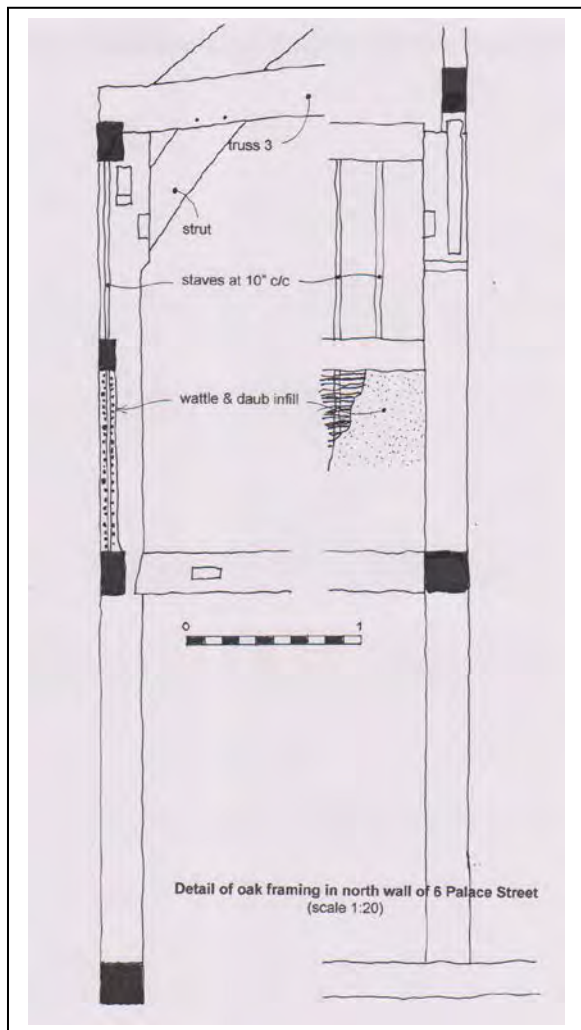 truss 3
strut
staves at 10" c/c
wattle & daub infill
0 1
Detail of oak framing in north wall of 6 Palace Street
(scale 1:20)